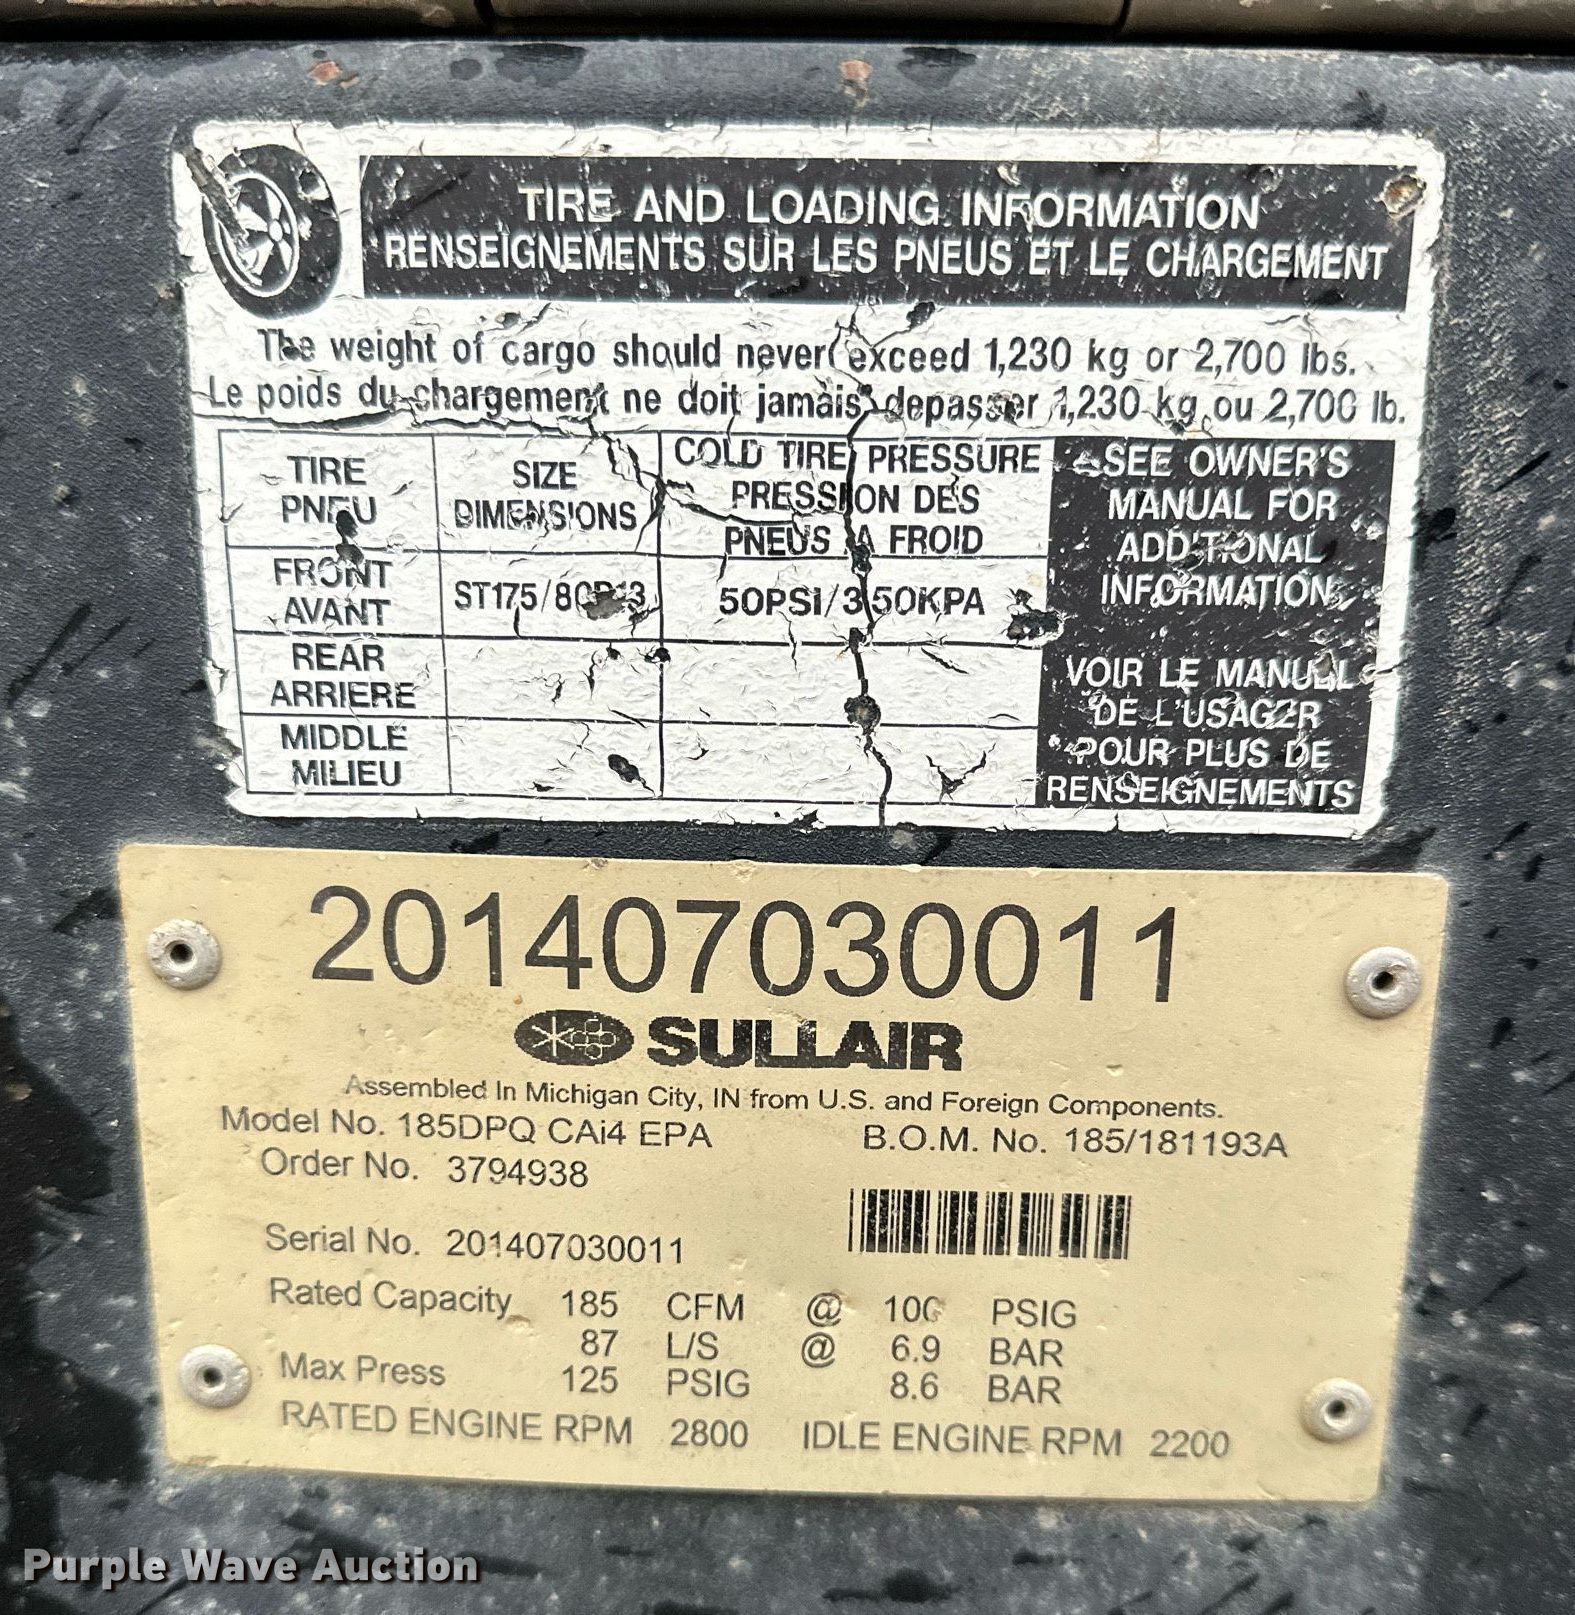 TIRE AND LOADING INFORMATION
RENSEIGNEMENTS SUR LES PNEUS ET LE CHARGEMENT
The weight of cargo should never exceed 1,230 kg or 2,700 lbs.
Le poids du chargement ne doit jamais depasser 1,230 kg ou 2,700 lb.
TIRE
PNEU
SIZE
DIMENSIONS
COLD TIRE PRESSURE
PRESSION DES
PNEUS A FROID
FRONT
AVANT
ST175/80R13
50PSI/350KPA
REAR
ARRIERE
MIDDLE
MILIEU
SEE OWNER'S
MANUAL FOR
ADDITIONAL
INFORMATION
VOIR LE MANUEL
DE L'USAGER
POUR PLUS DE
RENSEIGNEMENTS
201407030011
SULLAIR
Assembled In Michigan City, IN from U.S. and Foreign Components.
Model No. 185DPQ CAi4 EPA B.O.M. No. 185/181193A
Order No. 3794938
Serial No. 201407030011
Rated Capacity 185 CFM @ 100 PSIG
87 L/S @ 6.9 BAR
Max Press 125 PSIG 8.6 BAR
RATED ENGINE RPM 2800 IDLE ENGINE RPM 2200
Purple Wave Auction